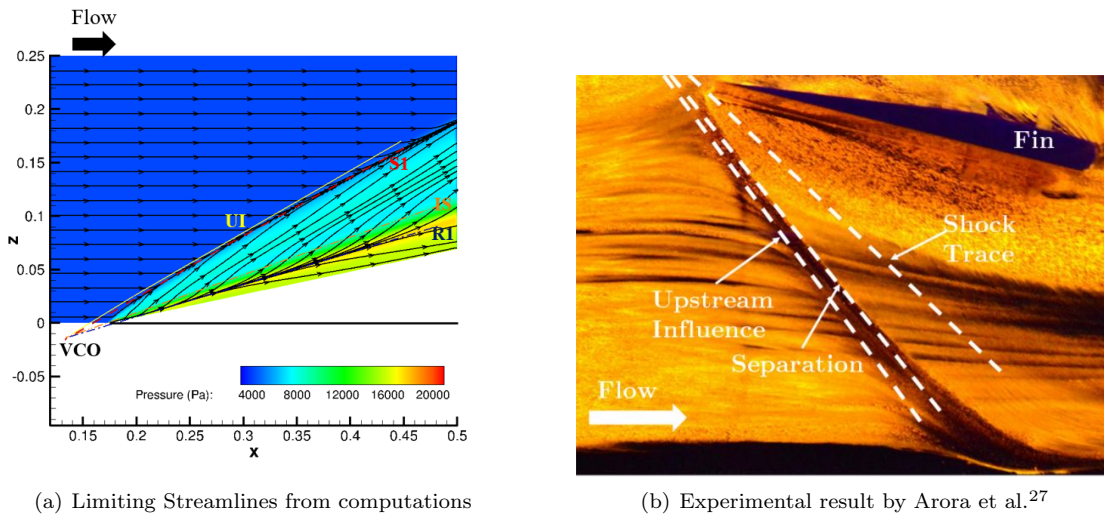 Flow
0.25
0.2
0.15
0.1
0.05
0
-0.05
z
S1
UI
IS
R1
VCO
4000 8000 12000 16000 20000
Pressure (Pa):
0.15 0.2 0.25 0.3 0.35 0.4 0.45 0.5
x
(a) Limiting Streamlines from computations
Fin
Shock
Trace
Upstream
Influence
Separation
Flow
(b) Experimental result by Arora et al.27